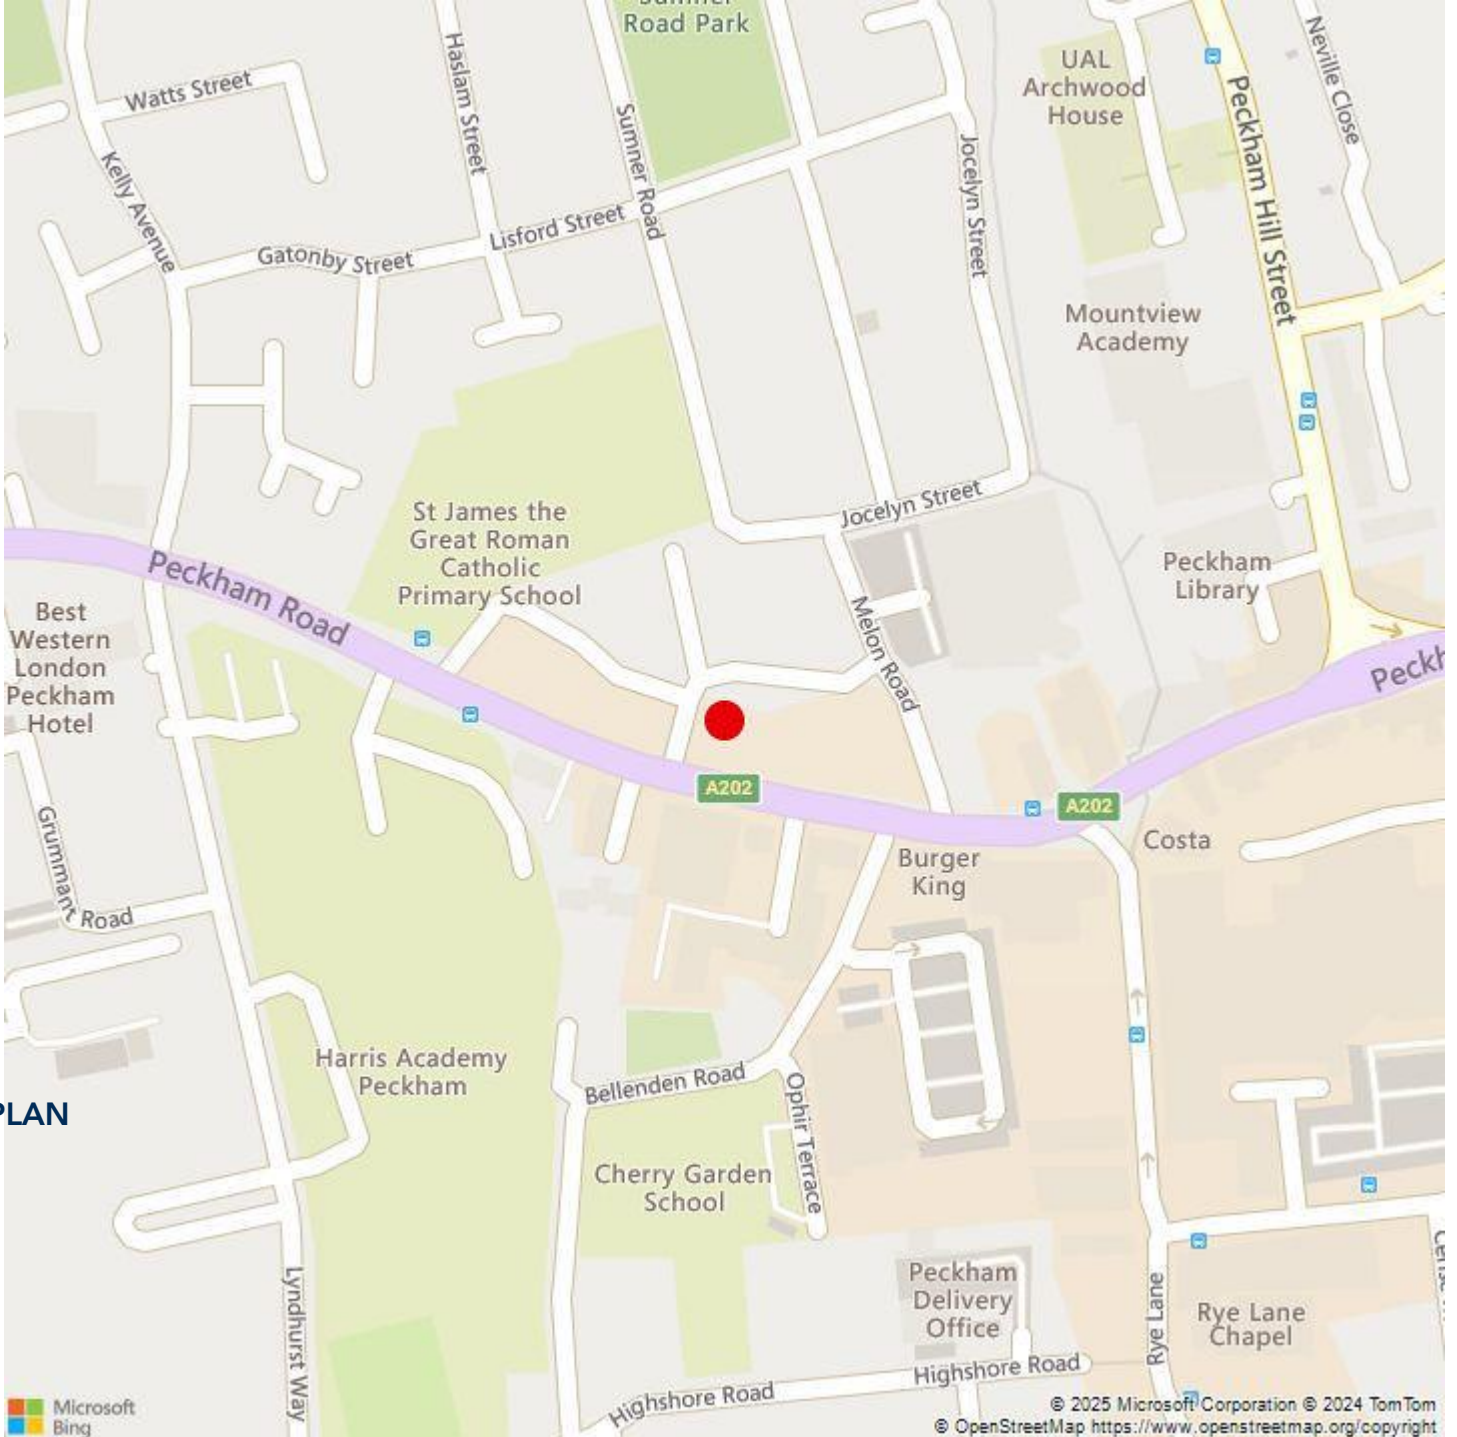 Sumner
Road Park
UAL
Archwood
House
Neville Close
Haslam Street
Watts Street
Peckham Hill Street
Sumner Road
Jocelyn Street
Kelly Avenue
Lisford Street
Gatonby Street
Mountview
Academy
St James the
Great Roman
Catholic
Primary School
Jocelyn Street
Peckham Road
Peckham
Library
Best
Western
London
Peckham
Hotel
Melon Road
Peckh
A202
A202
Costa
Burger
King
Grummant Road
Harris Academy
Peckham
Bellenden Road
Ophir Terrace
PLAN
Cherry Garden
School
Lyndhurst Way
Peckham
Delivery
Office
Rye Lane
Rye Lane
Chapel
Highshore Road
Highshore Road
Microsoft
Bing
© 2025 Microsoft Corporation © 2024 TomTom
© OpenStreetMap https://www.openstreetmap.org/copyright